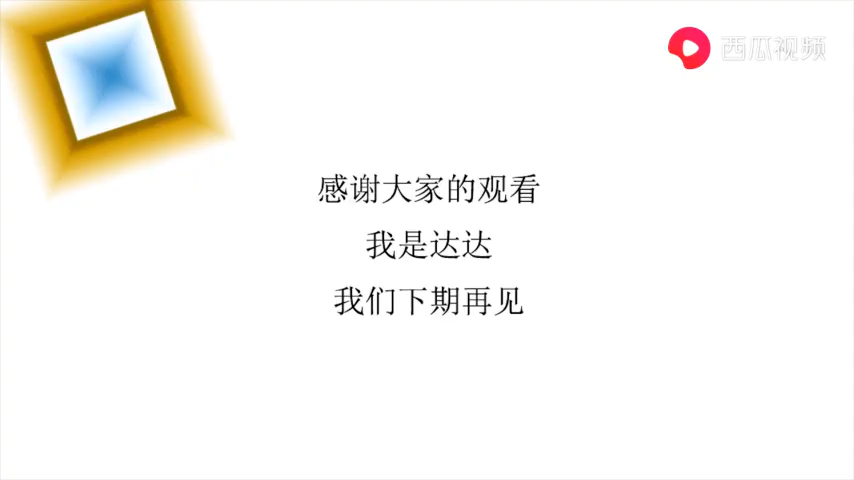 西瓜视频
感谢大家的观看
我是达达
我们下期再见